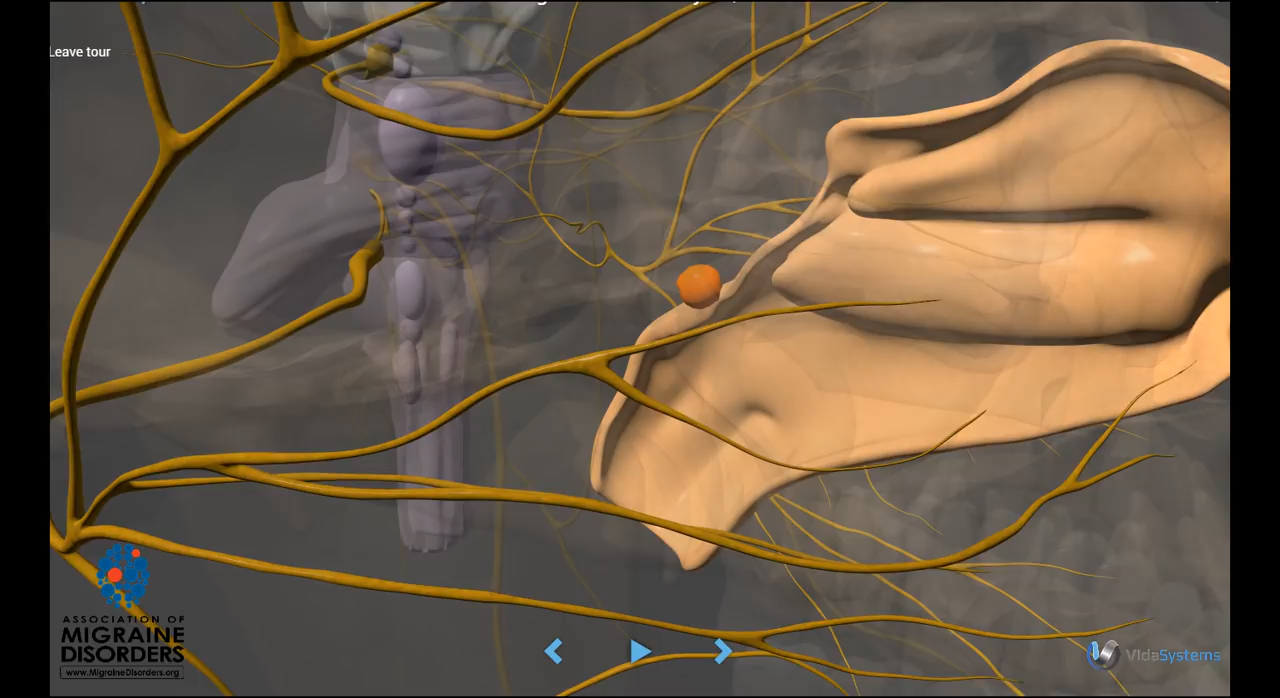 Leave tour
ASSOCIATION OF
MIGRAINE
DISORDERS
www.MigraineDisorders.org
VidaSystems